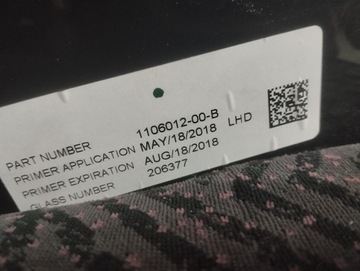 PART NUMBER 1106012-00-B
PRIMER APPLICATION MAY/18/2018 LHD
PRIMER EXPIRATION AUG/18/2018
GLASS NUMBER 206377